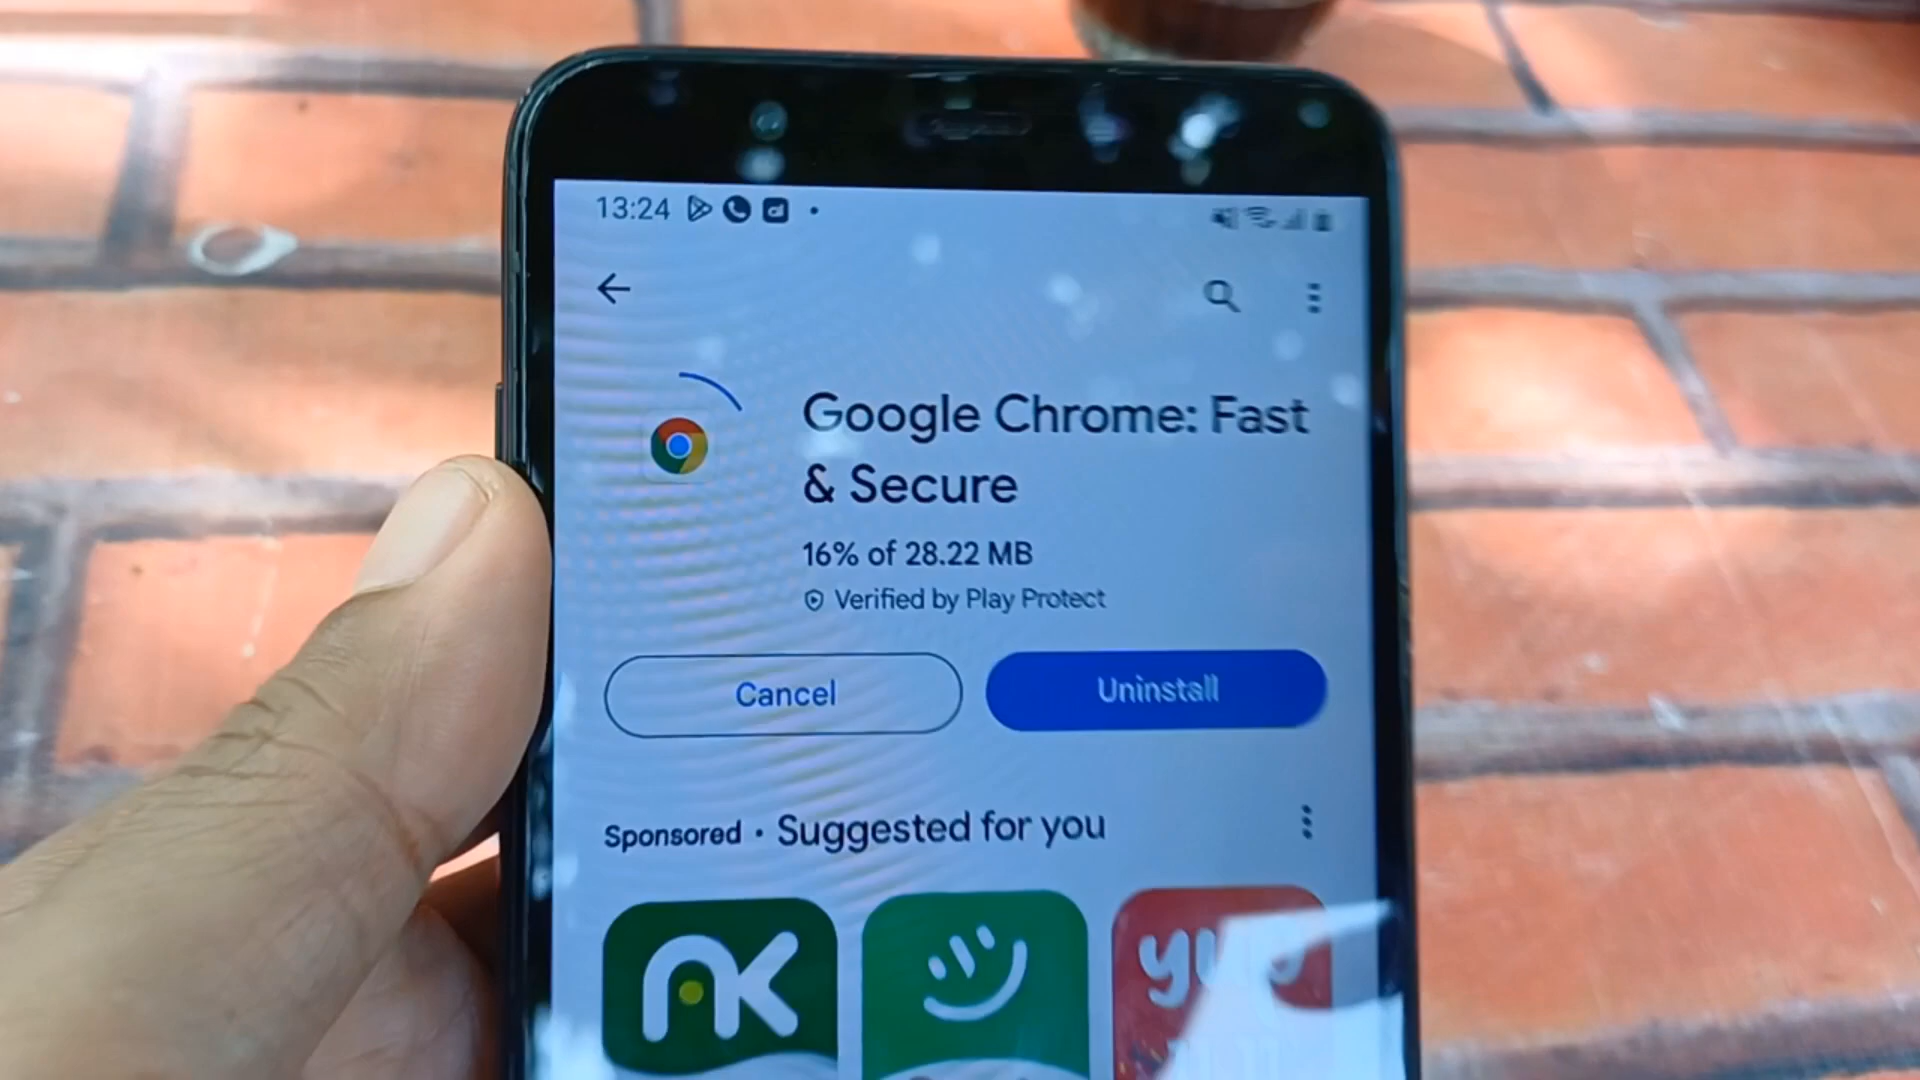 13:24
Google Chrome: Fast
& Secure
16% of 28.22 MB
Verified by Play Protect
Cancel
Uninstall
Sponsored • Suggested for you